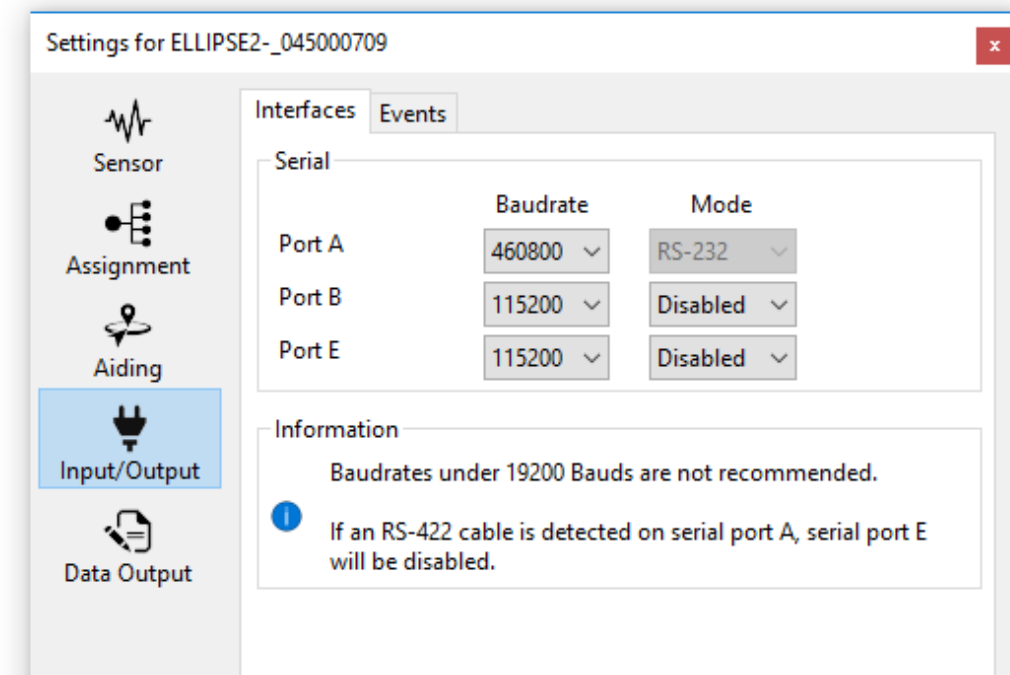 Settings for ELLIPSE2-_045000709
x
Sensor
Assignment
Aiding
Input/Output
Data Output
Interfaces Events
Serial
Baudrate Mode
Port A 460800 RS-232
Port B 115200 Disabled
Port E 115200 Disabled
Information
Baudrates under 19200 Bauds are not recommended.
If an RS-422 cable is detected on serial port A, serial port E
will be disabled.